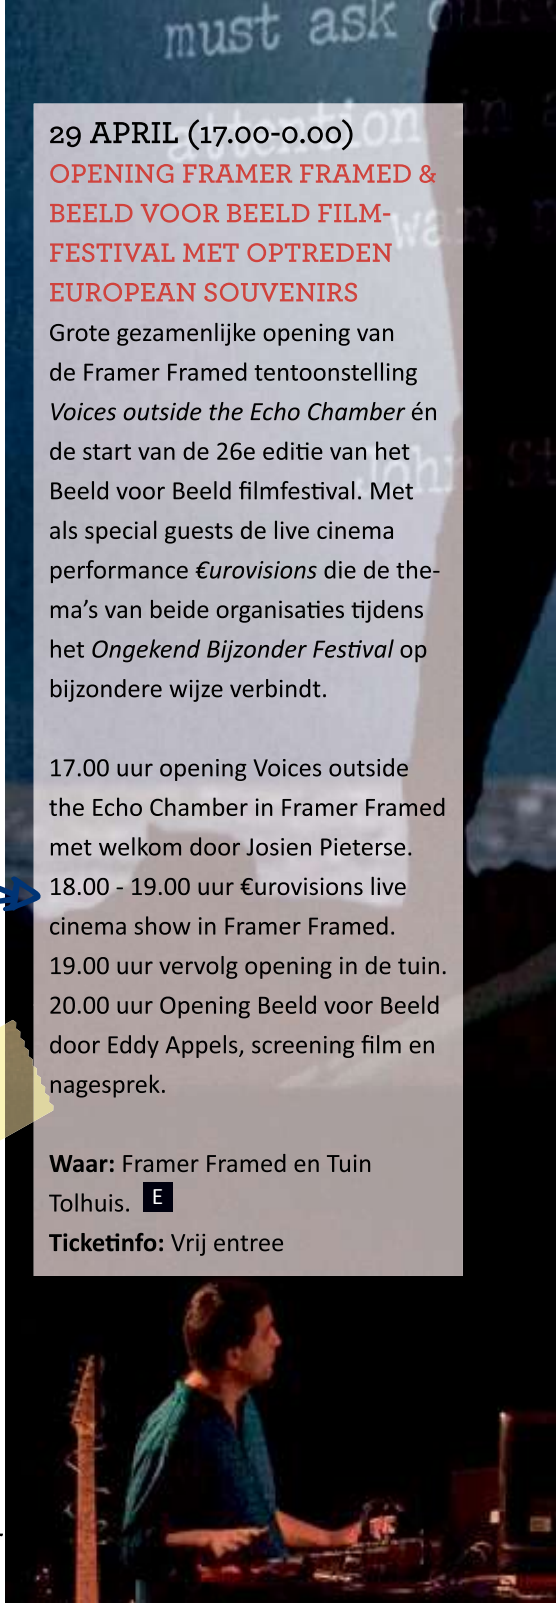 must ask
attention in a
war,
John St
29 APRIL (17.00-0.00)
OPENING FRAMER FRAMED &
BEELD VOOR BEELD FILM-
FESTIVAL MET OPTREDEN
EUROPEAN SOUVENIRS
Grote gezamenlijke opening van
de Framer Framed tentoonstelling
Voices outside the Echo Chamber én
de start van de 26e editie van het
Beeld voor Beeld filmfestival. Met
als special guests de live cinema
performance €urovisions die de the-
ma's van beide organisaties tijdens
het Ongekend Bijzonder Festival op
bijzondere wijze verbindt.
17.00 uur opening Voices outside
the Echo Chamber in Framer Framed
met welkom door Josien Pieterse.
18.00 - 19.00 uur €urovisions live
cinema show in Framer Framed.
19.00 uur vervolg opening in de tuin.
20.00 uur Opening Beeld voor Beeld
door Eddy Appels, screening film en
nagesprek.
Waar: Framer Framed en Tuin
Tolhuis. E
Ticketinfo: Vrij entree